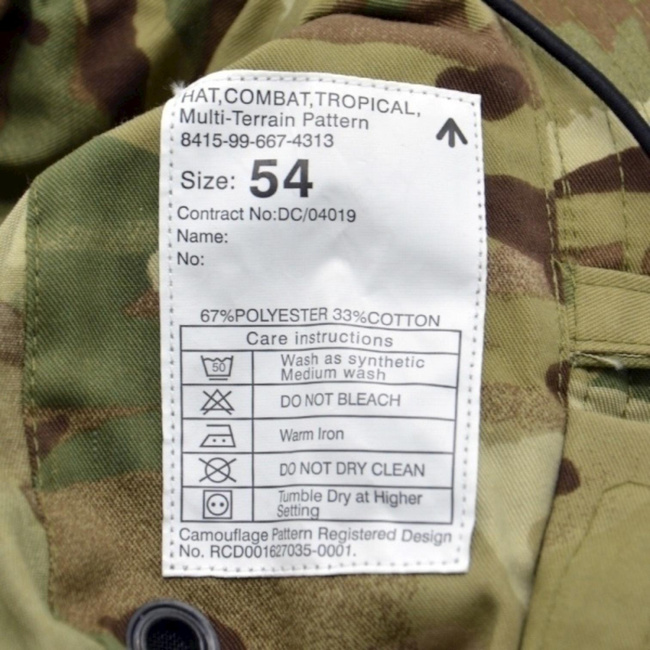 HAT,COMBAT,TROPICAL,
Multi-Terrain Pattern
8415-99-667-4313
Size: 54
Contract No:DC/04019
Name:
No:
67%POLYESTER 33%COTTON
Care instructions
50
Wash as synthetic
Medium wash
DO NOT BLEACH
Warm Iron
DO NOT DRY CLEAN
Tumble Dry at Higher
Setting
Camouflage Pattern Registered Design
No. RCD001627035-0001.